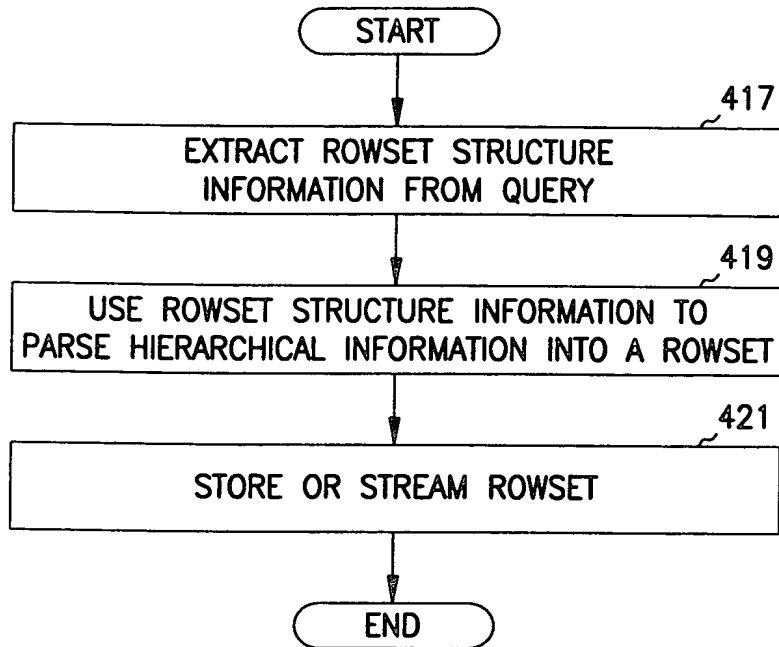 START
417
EXTRACT ROWSET STRUCTURE
INFORMATION FROM QUERY
419
USE ROWSET STRUCTURE INFORMATION TO
PARSE HIERARCHICAL INFORMATION INTO A ROWSET
421
STORE OR STREAM ROWSET
END